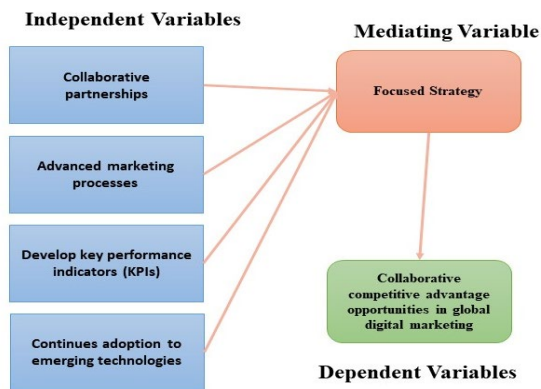 Independent Variables
Mediating Variable
Collaborative
partnerships
Focused Strategy
Advanced marketing
processes
Develop key performance
indicators (KPIs)
Collaborative
competitive advantage
opportunities in global
digital marketing
Continues adoption to
emerging technologies
Dependent Variables